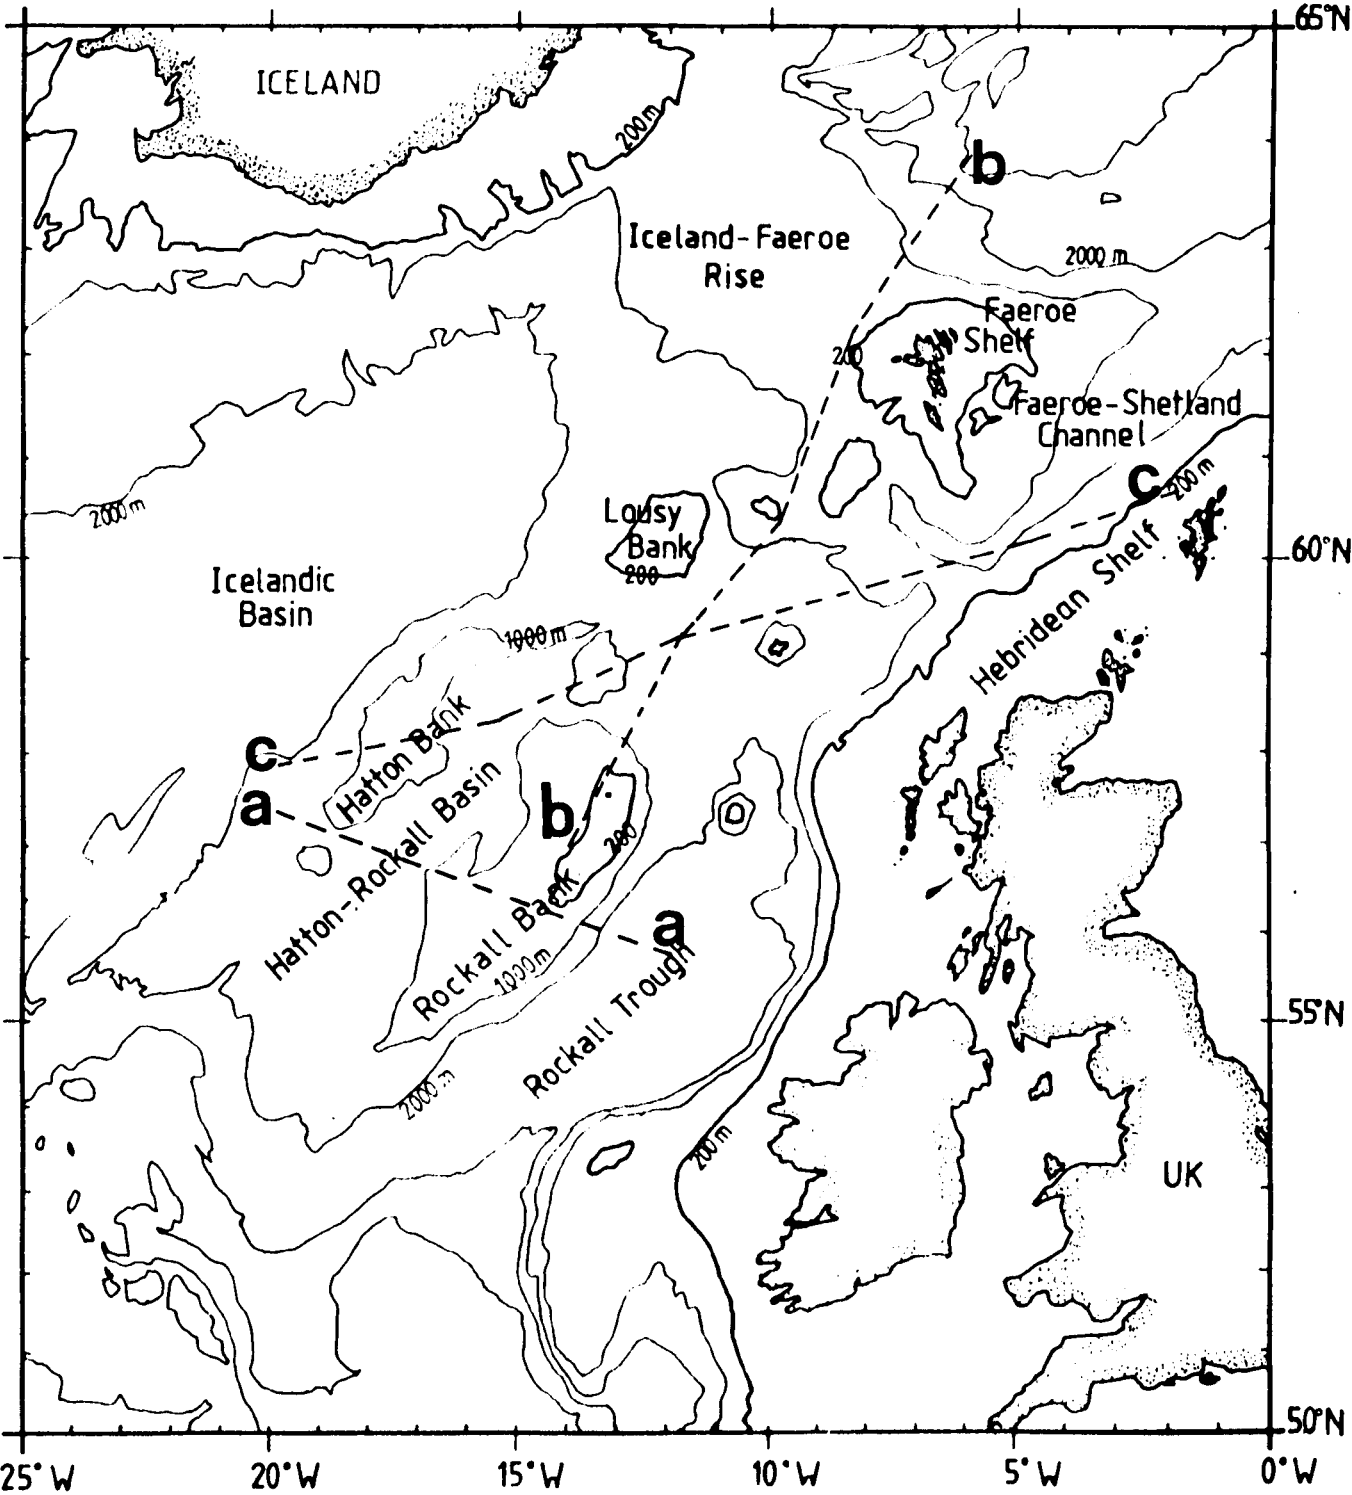 65°N
ICELAND
200m
b
Iceland-Faeroe
Rise
2000 m
Faeroe
Shelf
200
Faeroe-Shetland
Channel
c
200 m
2000 m
Lousy
Bank
200
60°N
Icelandic
Basin
Hebridean Shelf
1000 m
c
Hatton Bank
a
Hatton-Rockall Basin
b
200
Rockall Bank
a
1000m
Rockall Trough
55°N
2000 m
200 m
UK
50°N
25°W
20°W
15°W
10°W
5°W
0°W